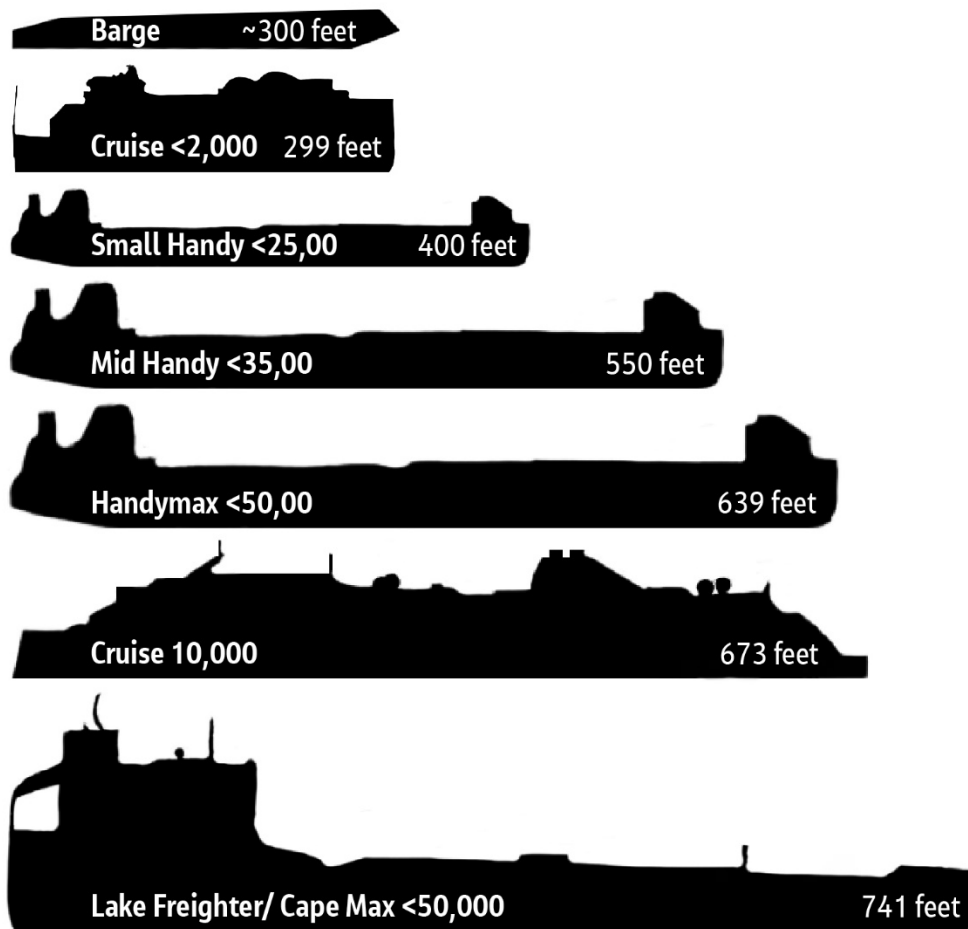 Barge ~300 feet
Cruise <2,000 299 feet
Small Handy <25,00 400 feet
Mid Handy <35,00 550 feet
Handymax <50,00 639 feet
Cruise 10,000 673 feet
Lake Freighter/ Cape Max <50,000 741 feet